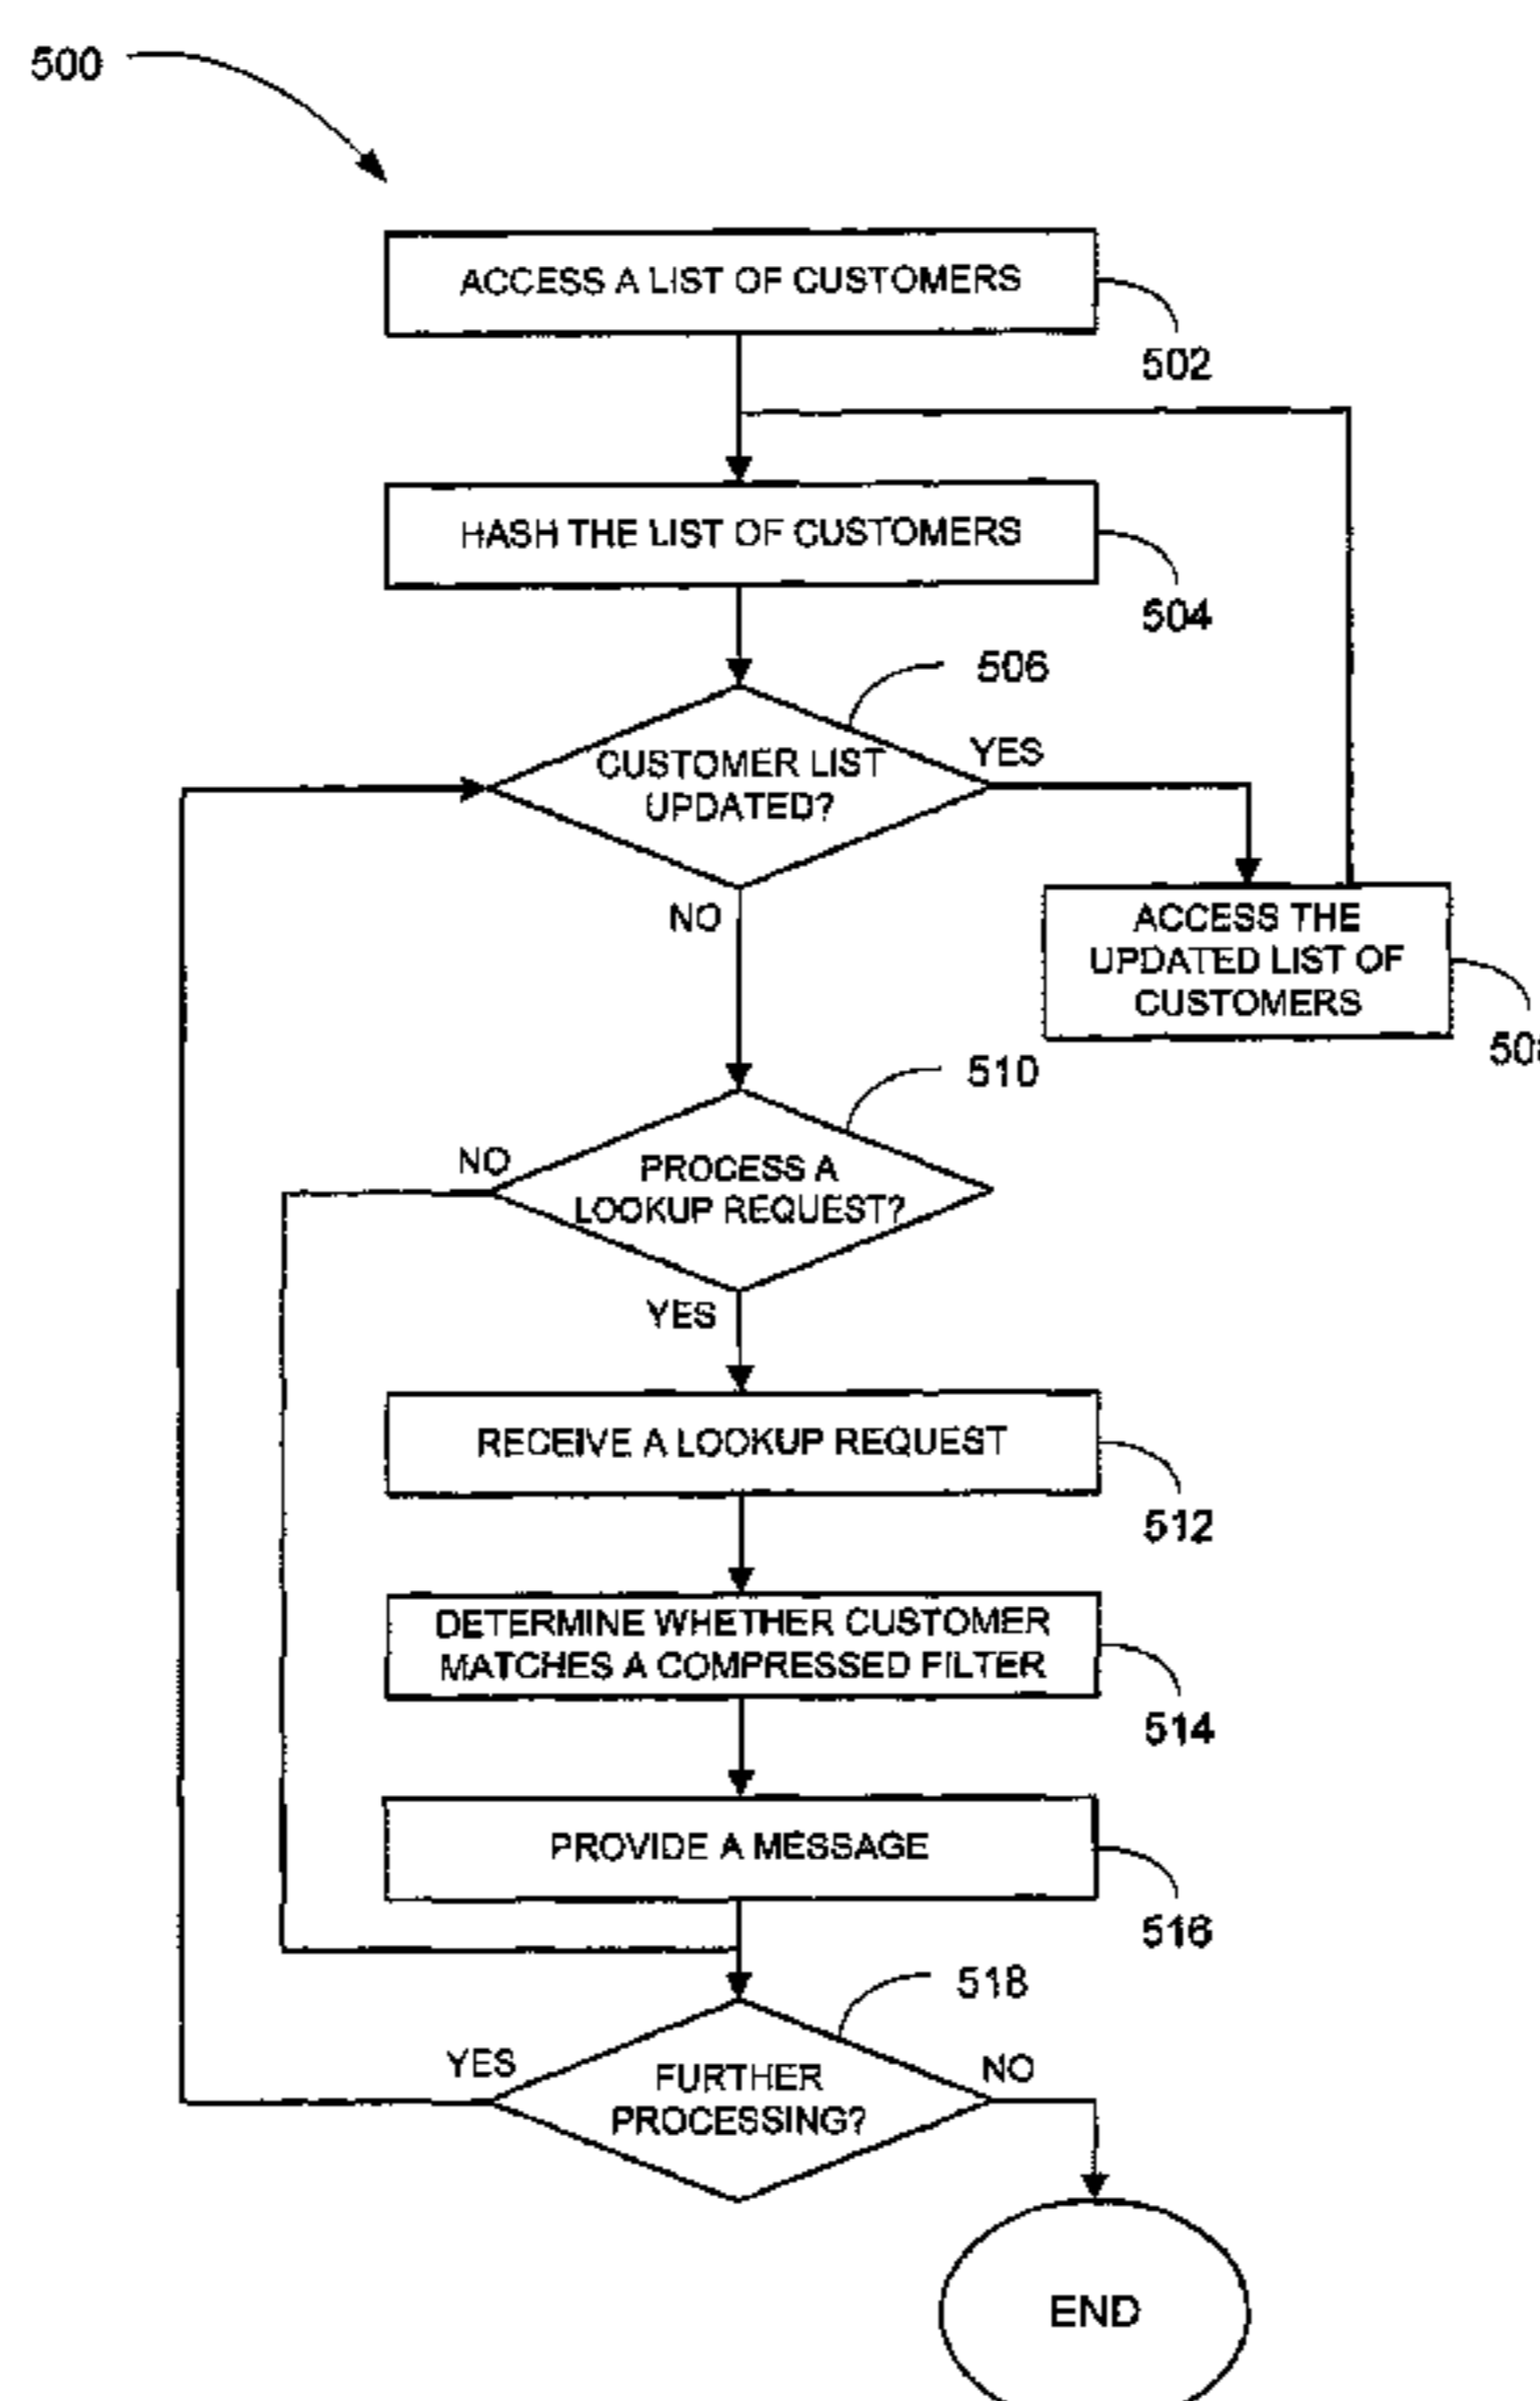 500
ACCESS A LIST OF CUSTOMERS
502
HASH THE LIST OF CUSTOMERS
504
506
CUSTOMER LIST
UPDATED?
YES
NO
ACCESS THE
UPDATED LIST OF
CUSTOMERS
510
NO
PROCESS A
LOOKUP REQUEST?
YES
RECEIVE A LOOKUP REQUEST
512
DETERMINE WHETHER CUSTOMER
MATCHES A COMPRESSED FILTER
514
PROVIDE A MESSAGE
516
518
YES
FURTHER
PROCESSING?
NO
END